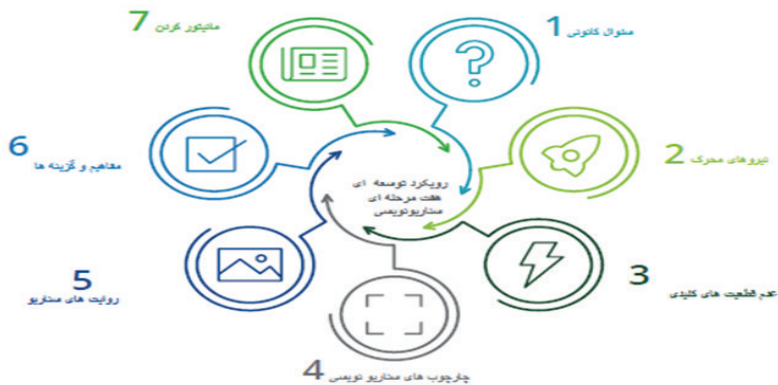 رویکرد توسعه ای
هفت مرحله ای
سناریونویسی
1 سئوال کانونی
2 نیروهای محرک
3 عدم قطعیت های کلیدی
4 چارچوب های سناریو نویسی
5 روایت های سناریو
6 مفاهیم و گزینه ها
7 مانیتور کردن